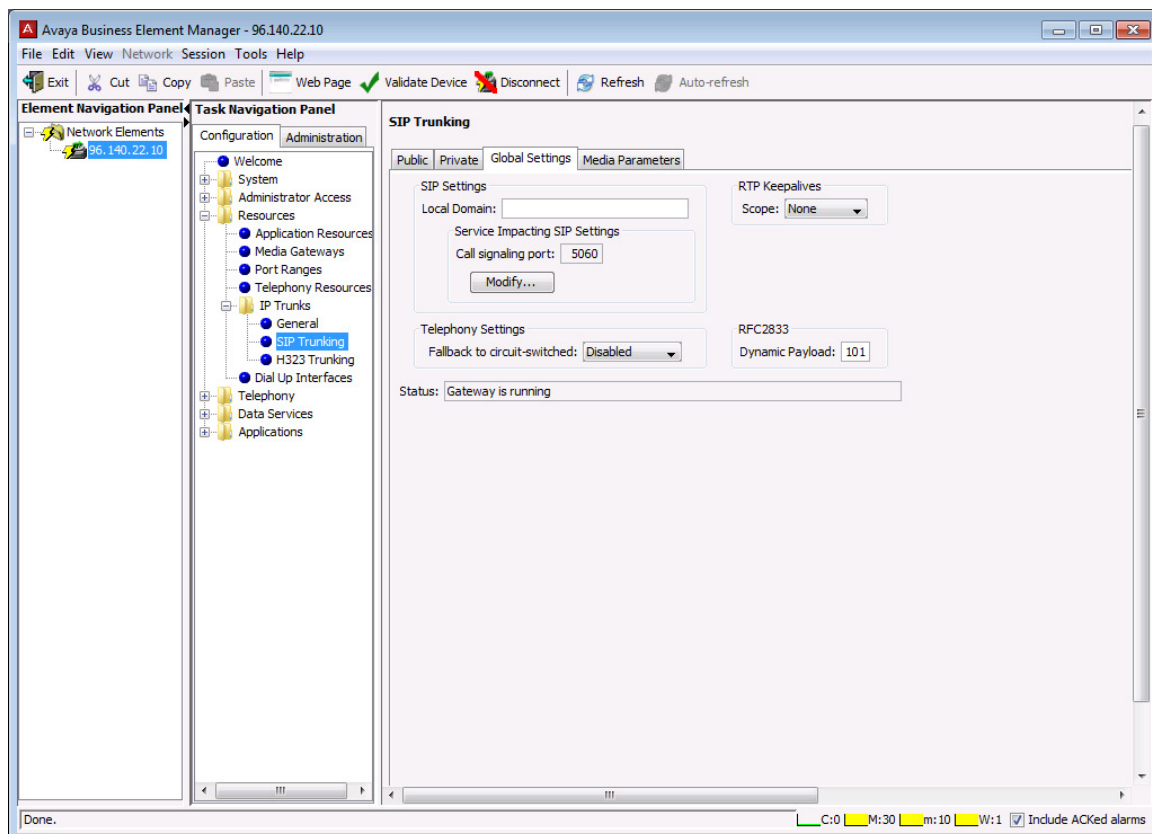 A Avaya Business Element Manager - 96.140.22.10
File Edit View Network Session Tools Help
Exit Cut Copy Paste Web Page Validate Device Disconnect Refresh Auto-refresh
Element Navigation Panel
Network Elements
96.140.22.10
Task Navigation Panel
Configuration Administration
Welcome
System
Administrator Access
Resources
Application Resources
Media Gateways
Port Ranges
Telephony Resources
IP Trunks
General
SIP Trunking
H323 Trunking
Dial Up Interfaces
Telephony
Data Services
Applications
SIP Trunking
Public Private Global Settings Media Parameters
SIP Settings
Local Domain:
Service Impacting SIP Settings
Call signaling port: 5060
Modify...
RTP Keepalives
Scope: None
Telephony Settings
Fallback to circuit-switched: Disabled
RFC2833
Dynamic Payload: 101
Status: Gateway is running
Done.
C:0 M:30 m:10 W:1 Include ACKed alarms